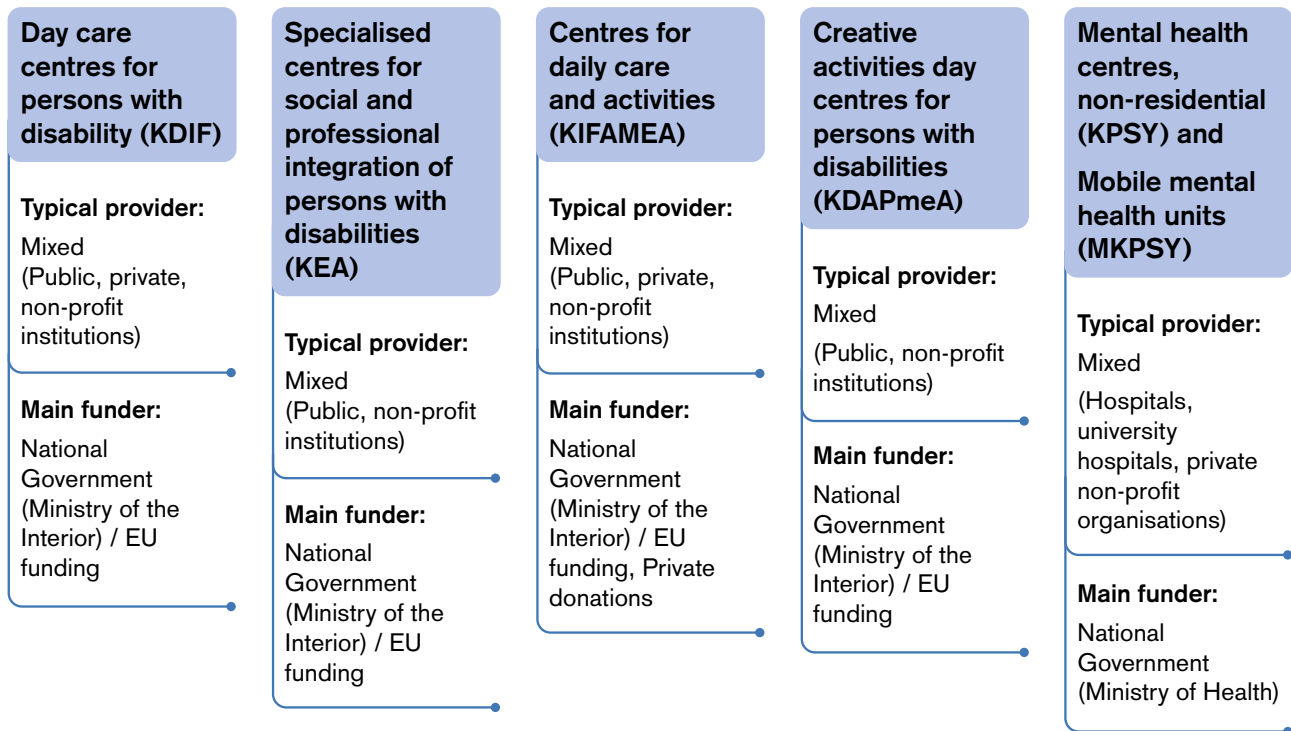 Day care
centres for
persons with
disability (KDIF)
Typical provider:
Mixed
(Public, private,
non-profit
institutions)
Main funder:
National
Government
(Ministry of the
Interior) / EU
funding
Specialised
centres for
social and
professional
integration of
persons with
disabilities
(KEA)
Typical provider:
Mixed
(Public, non-profit
institutions)
Main funder:
National
Government
(Ministry of the
Interior) / EU
funding
Centres for
daily care
and activities
(KIFAMEA)
Typical provider:
Mixed
(Public, private,
non-profit
institutions)
Main funder:
National
Government
(Ministry of the
Interior) / EU
funding, Private
donations
Creative
activities day
centres for
persons with
disabilities
(KDAPmeA)
Typical provider:
Mixed
(Public, non-profit
institutions)
Main funder:
National
Government
(Ministry of the
Interior) / EU
funding
Mental health
centres,
non-residential
(KPSY) and
Mobile mental
health units
(MKPSY)
Typical provider:
Mixed
(Hospitals,
university
hospitals, private
non-profit
organisations)
Main funder:
National
Government
(Ministry of Health)